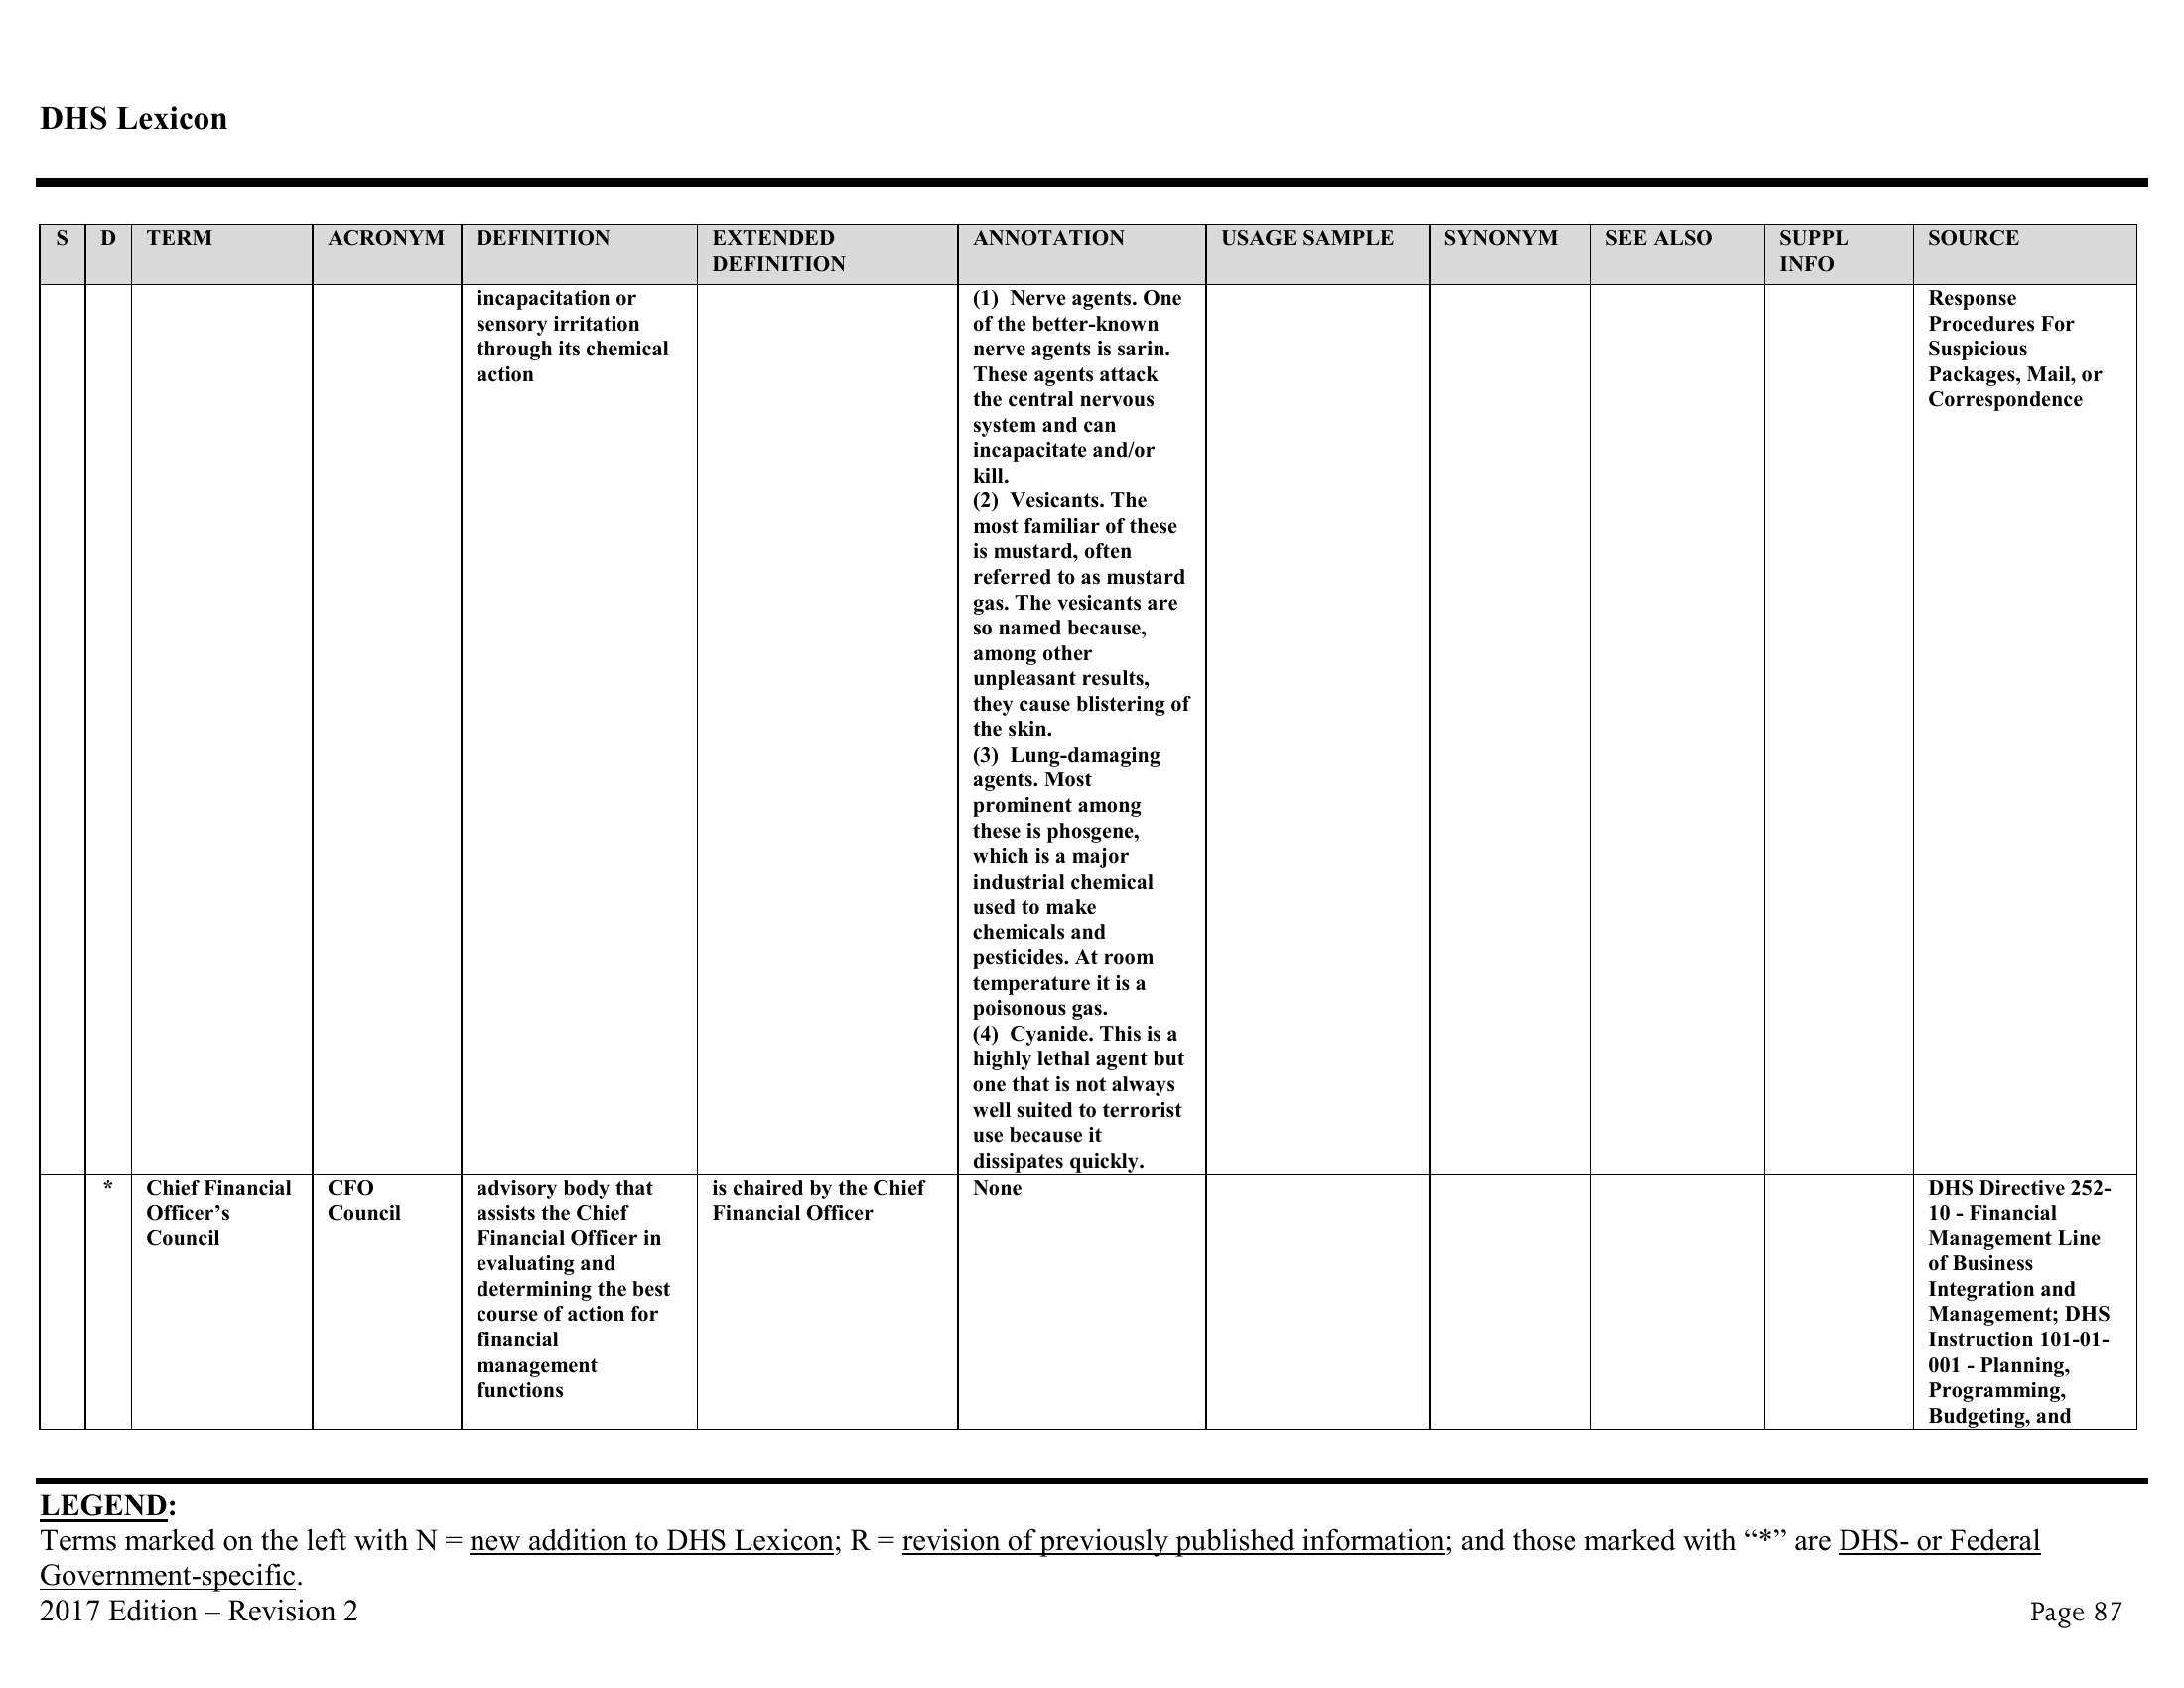 DHS Lexicon
S D TERM ACRONYM DEFINITION EXTENDED ANNOTATION USAGE SAMPLE SYNONYM SEE ALSO SUPPL SOURCE
DEFINITION INFO
incapacitation or
sensory irritation
through its chemical
action
(1) Nerve agents. One
of the better-known
nerve agents is sarin.
These agents attack
the central nervous
system and can
incapacitate and/or
kill.
(2) Vesicants. The
most familiar of these
is mustard, often
referred to as mustard
gas. The vesicants are
so named because,
among other
unpleasant results,
they cause blistering of
the skin.
(3) Lung-damaging
agents. Most
prominent among
these is phosgene,
which is a major
industrial chemical
used to make
chemicals and
pesticides. At room
temperature it is a
poisonous gas.
(4) Cyanide. This is a
highly lethal agent but
one that is not always
well suited to terrorist
use because it
dissipates quickly.
Response
Procedures For
Suspicious
Packages, Mail, or
Correspondence
*
Chief Financial
Officer’s
Council
CFO
Council
advisory body that
assists the Chief
Financial Officer in
evaluating and
determining the best
course of action for
financial
management
functions
is chaired by the Chief
Financial Officer
None
DHS Directive 252-
10 - Financial
Management Line
of Business
Integration and
Management; DHS
Instruction 101-01-
001 - Planning,
Programming,
Budgeting, and
LEGEND:
Terms marked on the left with N = new addition to DHS Lexicon; R = revision of previously published information; and those marked with “*” are DHS- or Federal
Government-specific.
2017 Edition – Revision 2
Page 87